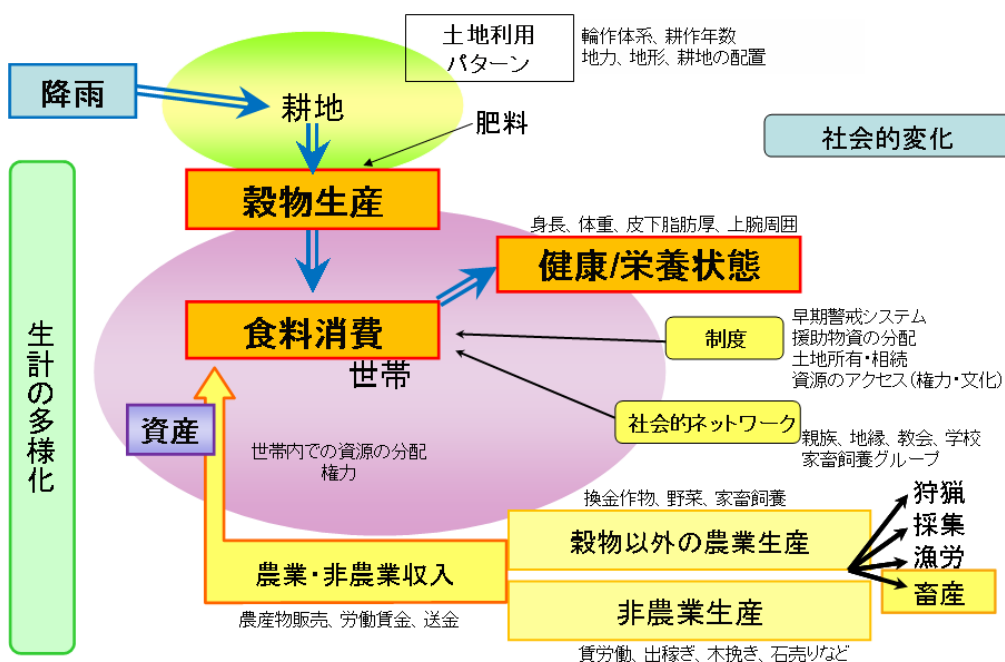 土地利用
パターン
輪作体系、耕作年数
地力、地形、耕地の配置
降雨
耕地
肥料
社会的変化
穀物生産
身長、体重、皮下脂肪厚、上腕周囲
健康/栄養状態
食料消費
世帯
制度
早期警戒システム
援助物資の分配
土地所有・相続
資源のアクセス(権力・文化)
社会的ネットワーク
親族、地縁、教会、学校
家畜飼養グループ
生計の多様化
資産
世帯内での資源の分配
権力
換金作物、野菜、家畜飼養
穀物以外の農業生産
狩猟
採集
漁労
畜産
農業・非農業収入
農産物販売、労働賃金、送金
非農業生産
賃労働、出稼ぎ、木挽き、石売りなど